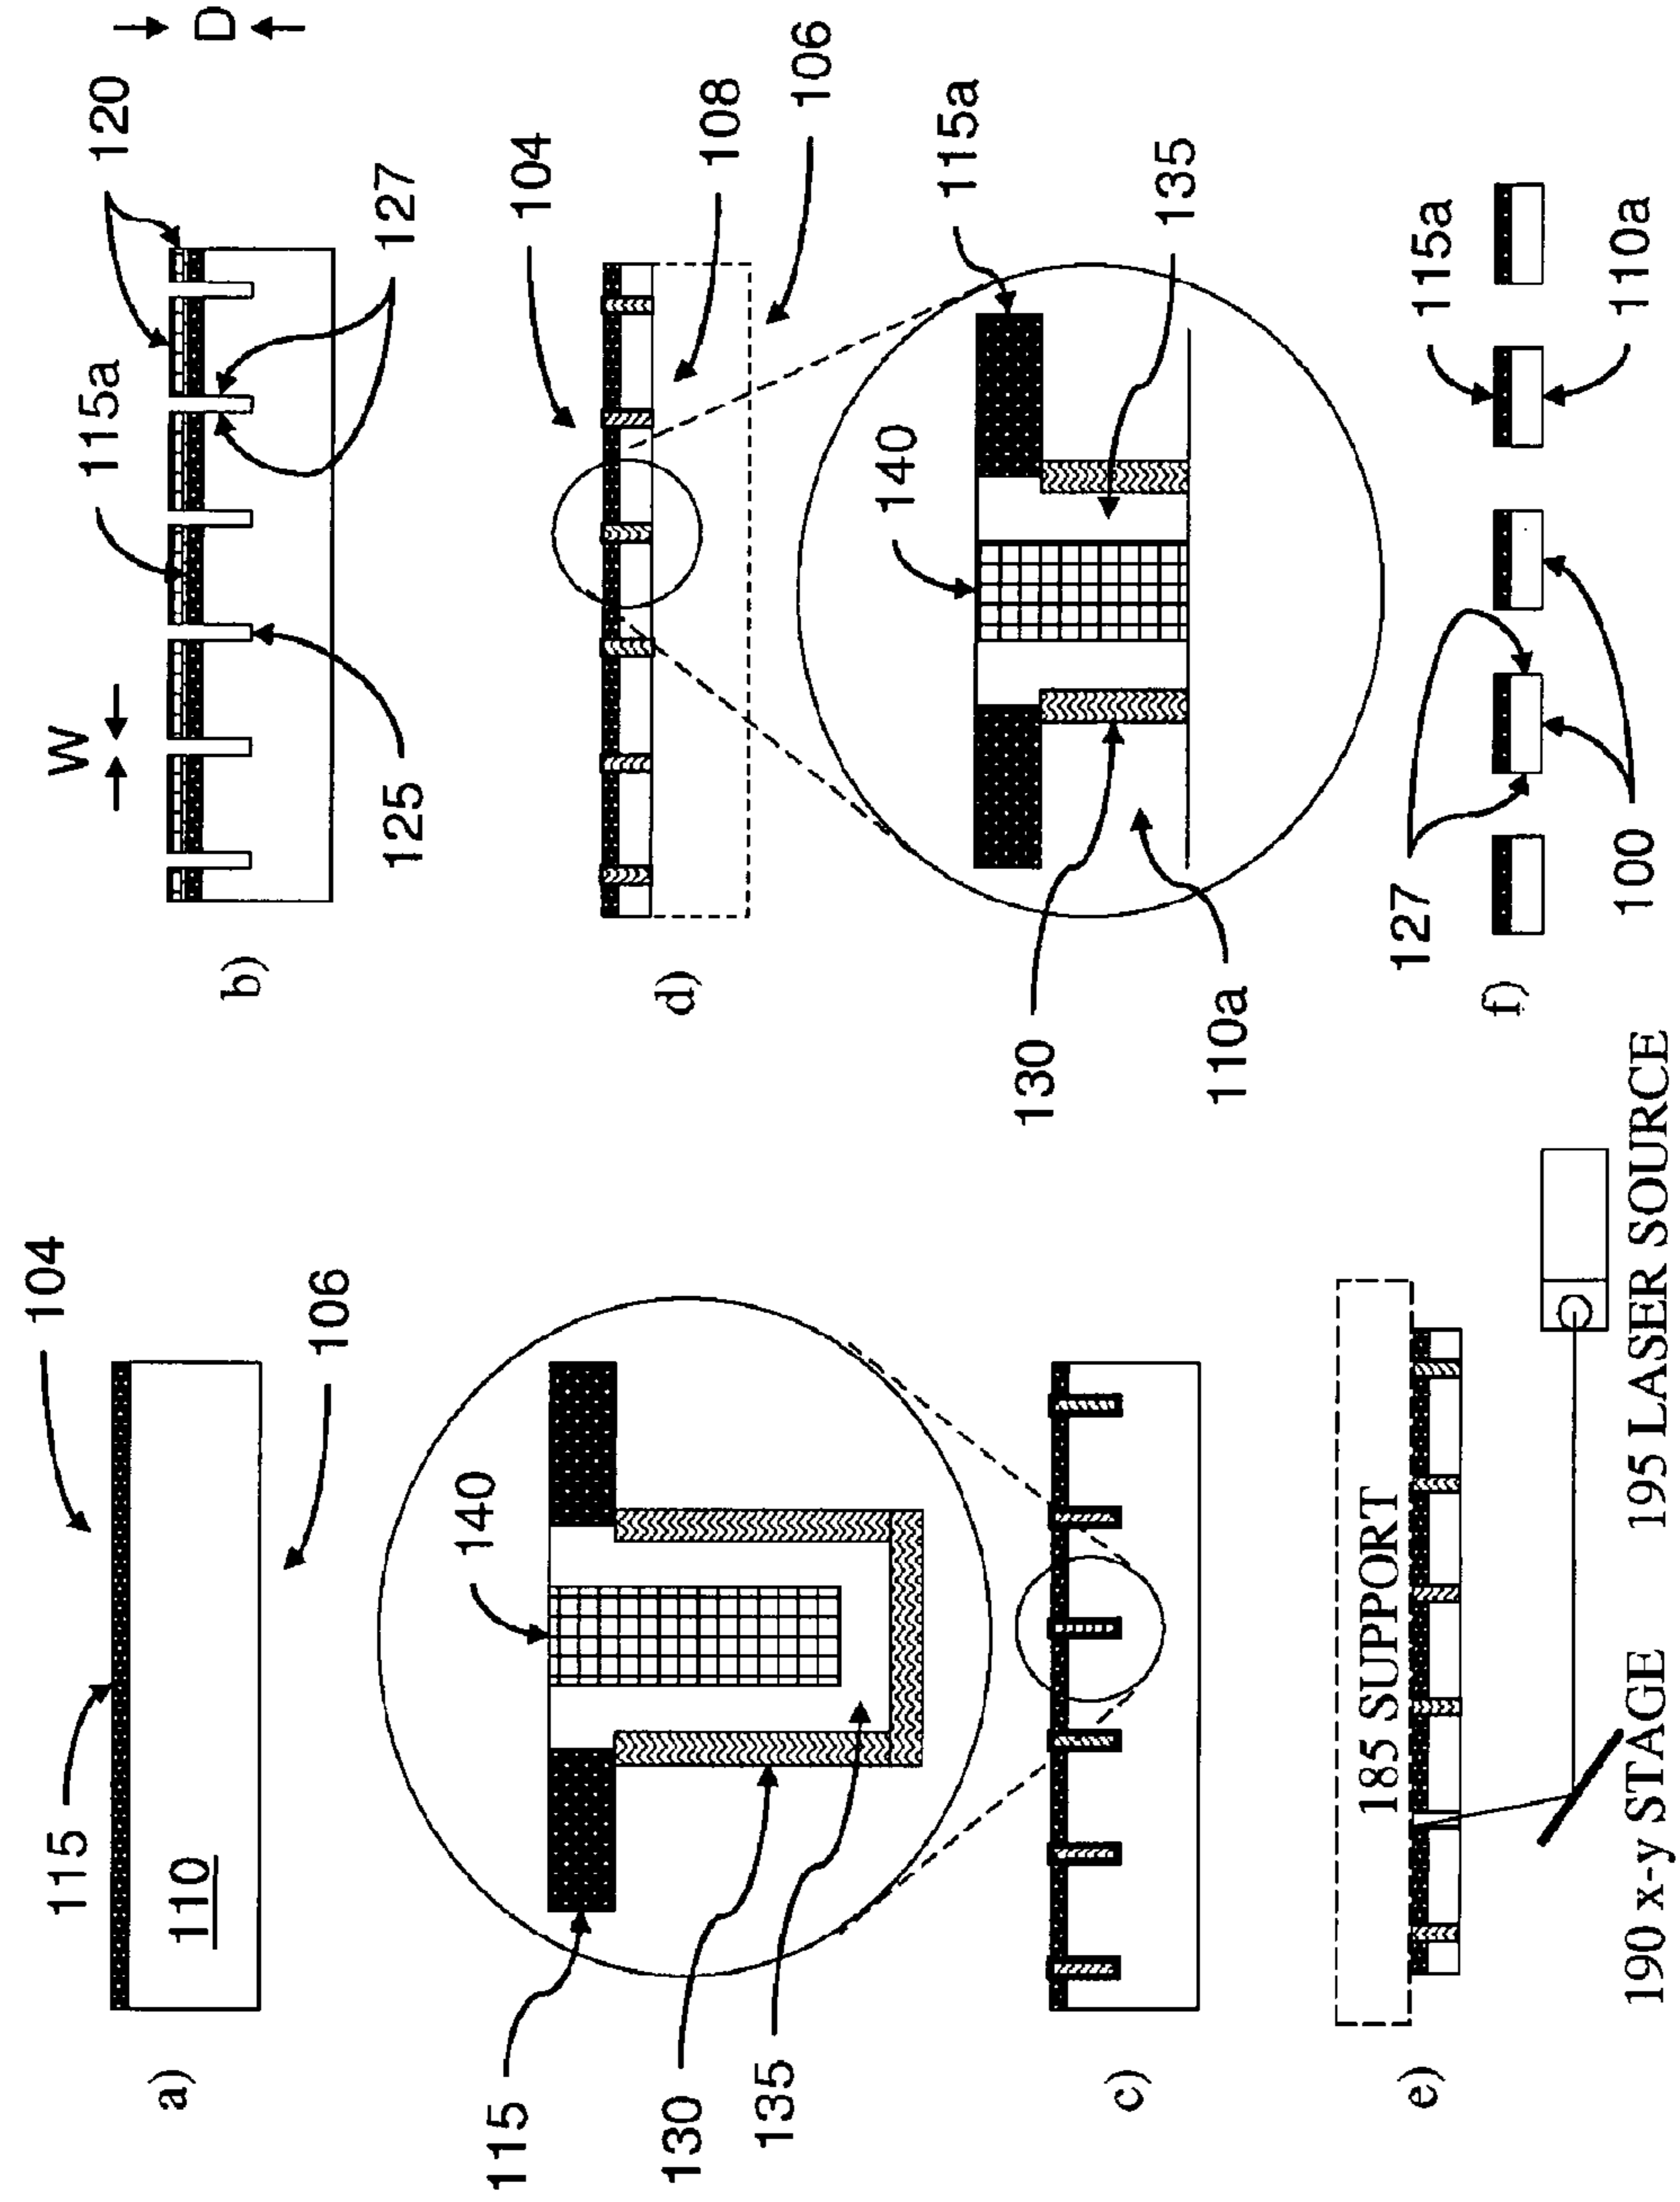 a)
104
115
110
106
b)
W
D
120
115a
127
125
c)
115
140
130
135
d)
104
108
106
115a
140
135
130
110a
e)
185 SUPPORT
190 x-y STAGE
195 LASER SOURCE
f)
115a
127
100
110a